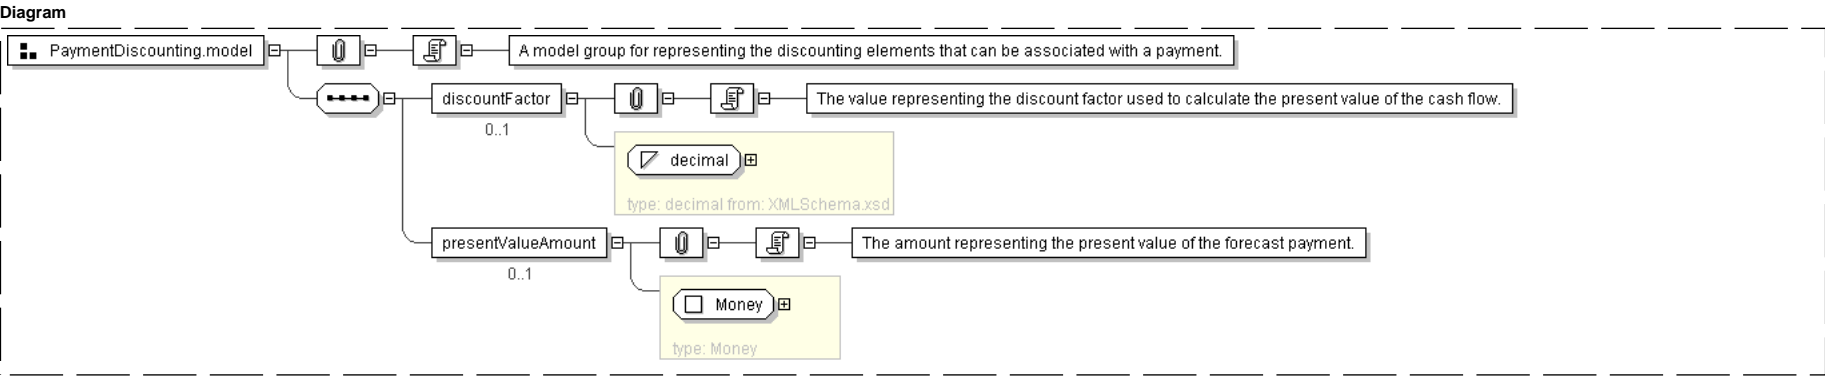 Diagram
PaymentDiscounting.model
A model group for representing the discounting elements that can be associated with a payment.
discountFactor
The value representing the discount factor used to calculate the present value of the cash flow.
0..1
decimal
type: decimal from: XMLSchema.xsd
presentValueAmount
The amount representing the present value of the forecast payment.
0..1
Money
type: Money